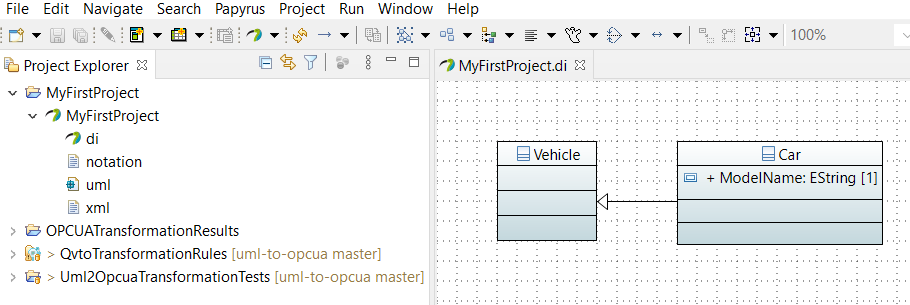 File Edit Navigate Search Papyrus Project Run Window Help
100%
Project Explorer
MyFirstProject
MyFirstProject
di
notation
uml
xml
OPCUATransformationResults
> QvtoTransformationRules [uml-to-opcua master]
> Uml2OpcuaTransformationTests [uml-to-opcua master]
MyFirstProject.di
Vehicle
Car
+ ModelName: EString [1]